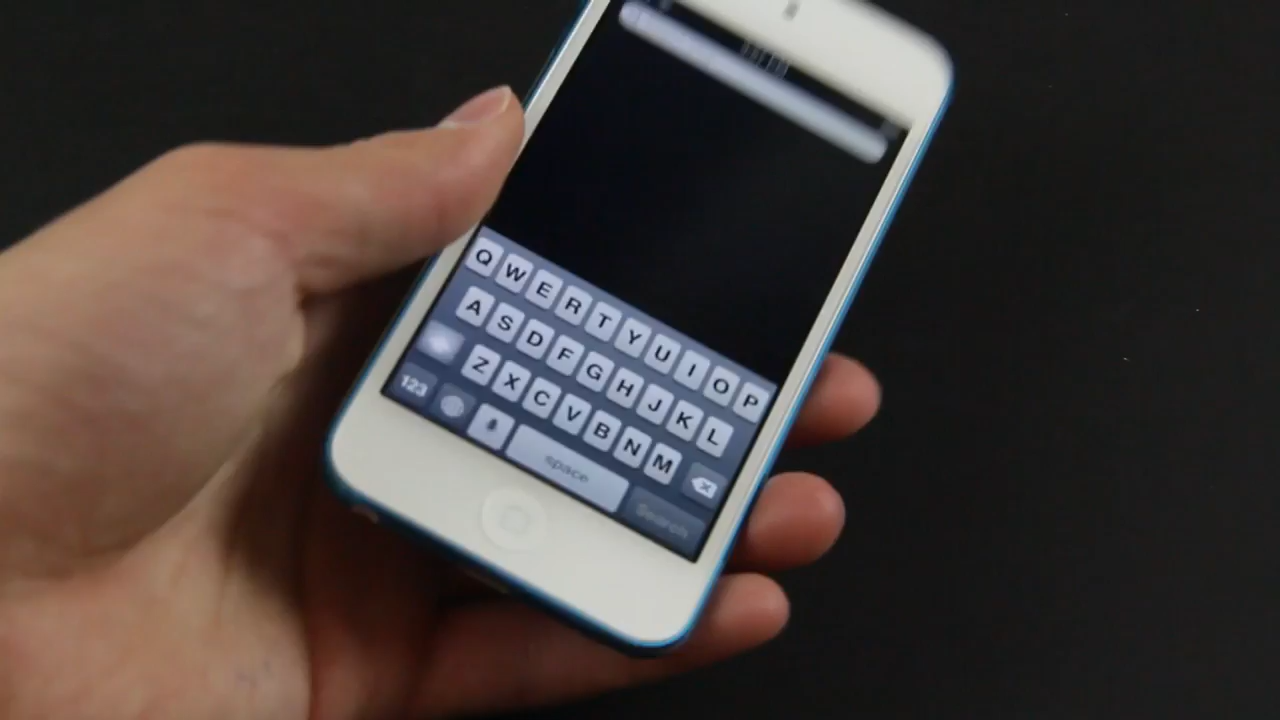 Q W E R T Y U I O P
A S D F G H J K L
Z X C V B N M
123 space Search